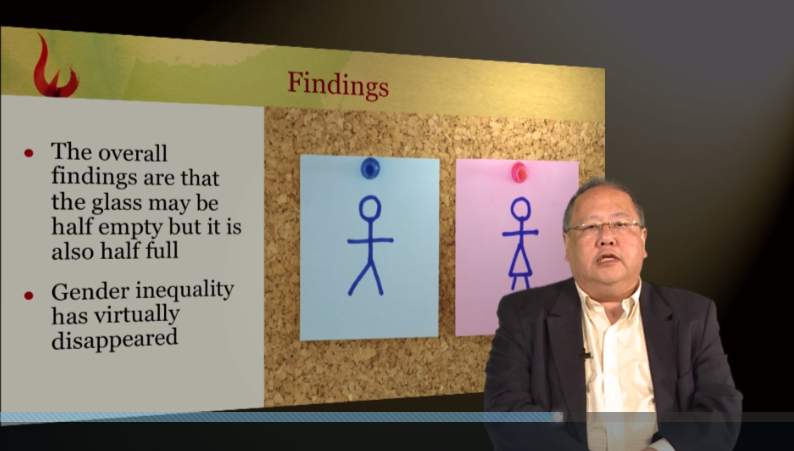 Findings
The overall
findings are that
the glass may be
half empty but it is
also half full
Gender inequality
has virtually
disappeared